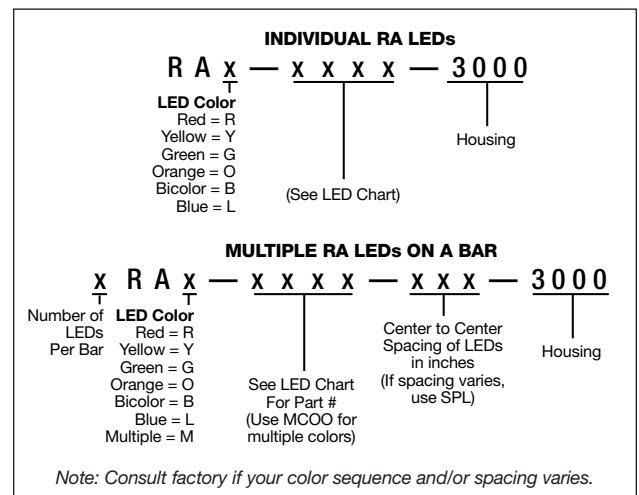 INDIVIDUAL RA LEDs
R A x — x x x x — 3000
LED Color
Red = R
Yellow = Y
Green = G
Orange = O
Bicolor = B
Blue = L
(See LED Chart)
Housing
MULTIPLE RA LEDs ON A BAR
x R A x — x x x x — x x x — 3000
Number of
LEDs
Per Bar
LED Color
Red = R
Yellow = Y
Green = G
Orange = O
Bicolor = B
Blue = L
Multiple = M
See LED Chart
For Part #
(Use MCOO for
multiple colors)
Center to Center
Spacing of LEDs
in inches
(If spacing varies,
use SPL)
Housing
Note: Consult factory if your color sequence and/or spacing varies.